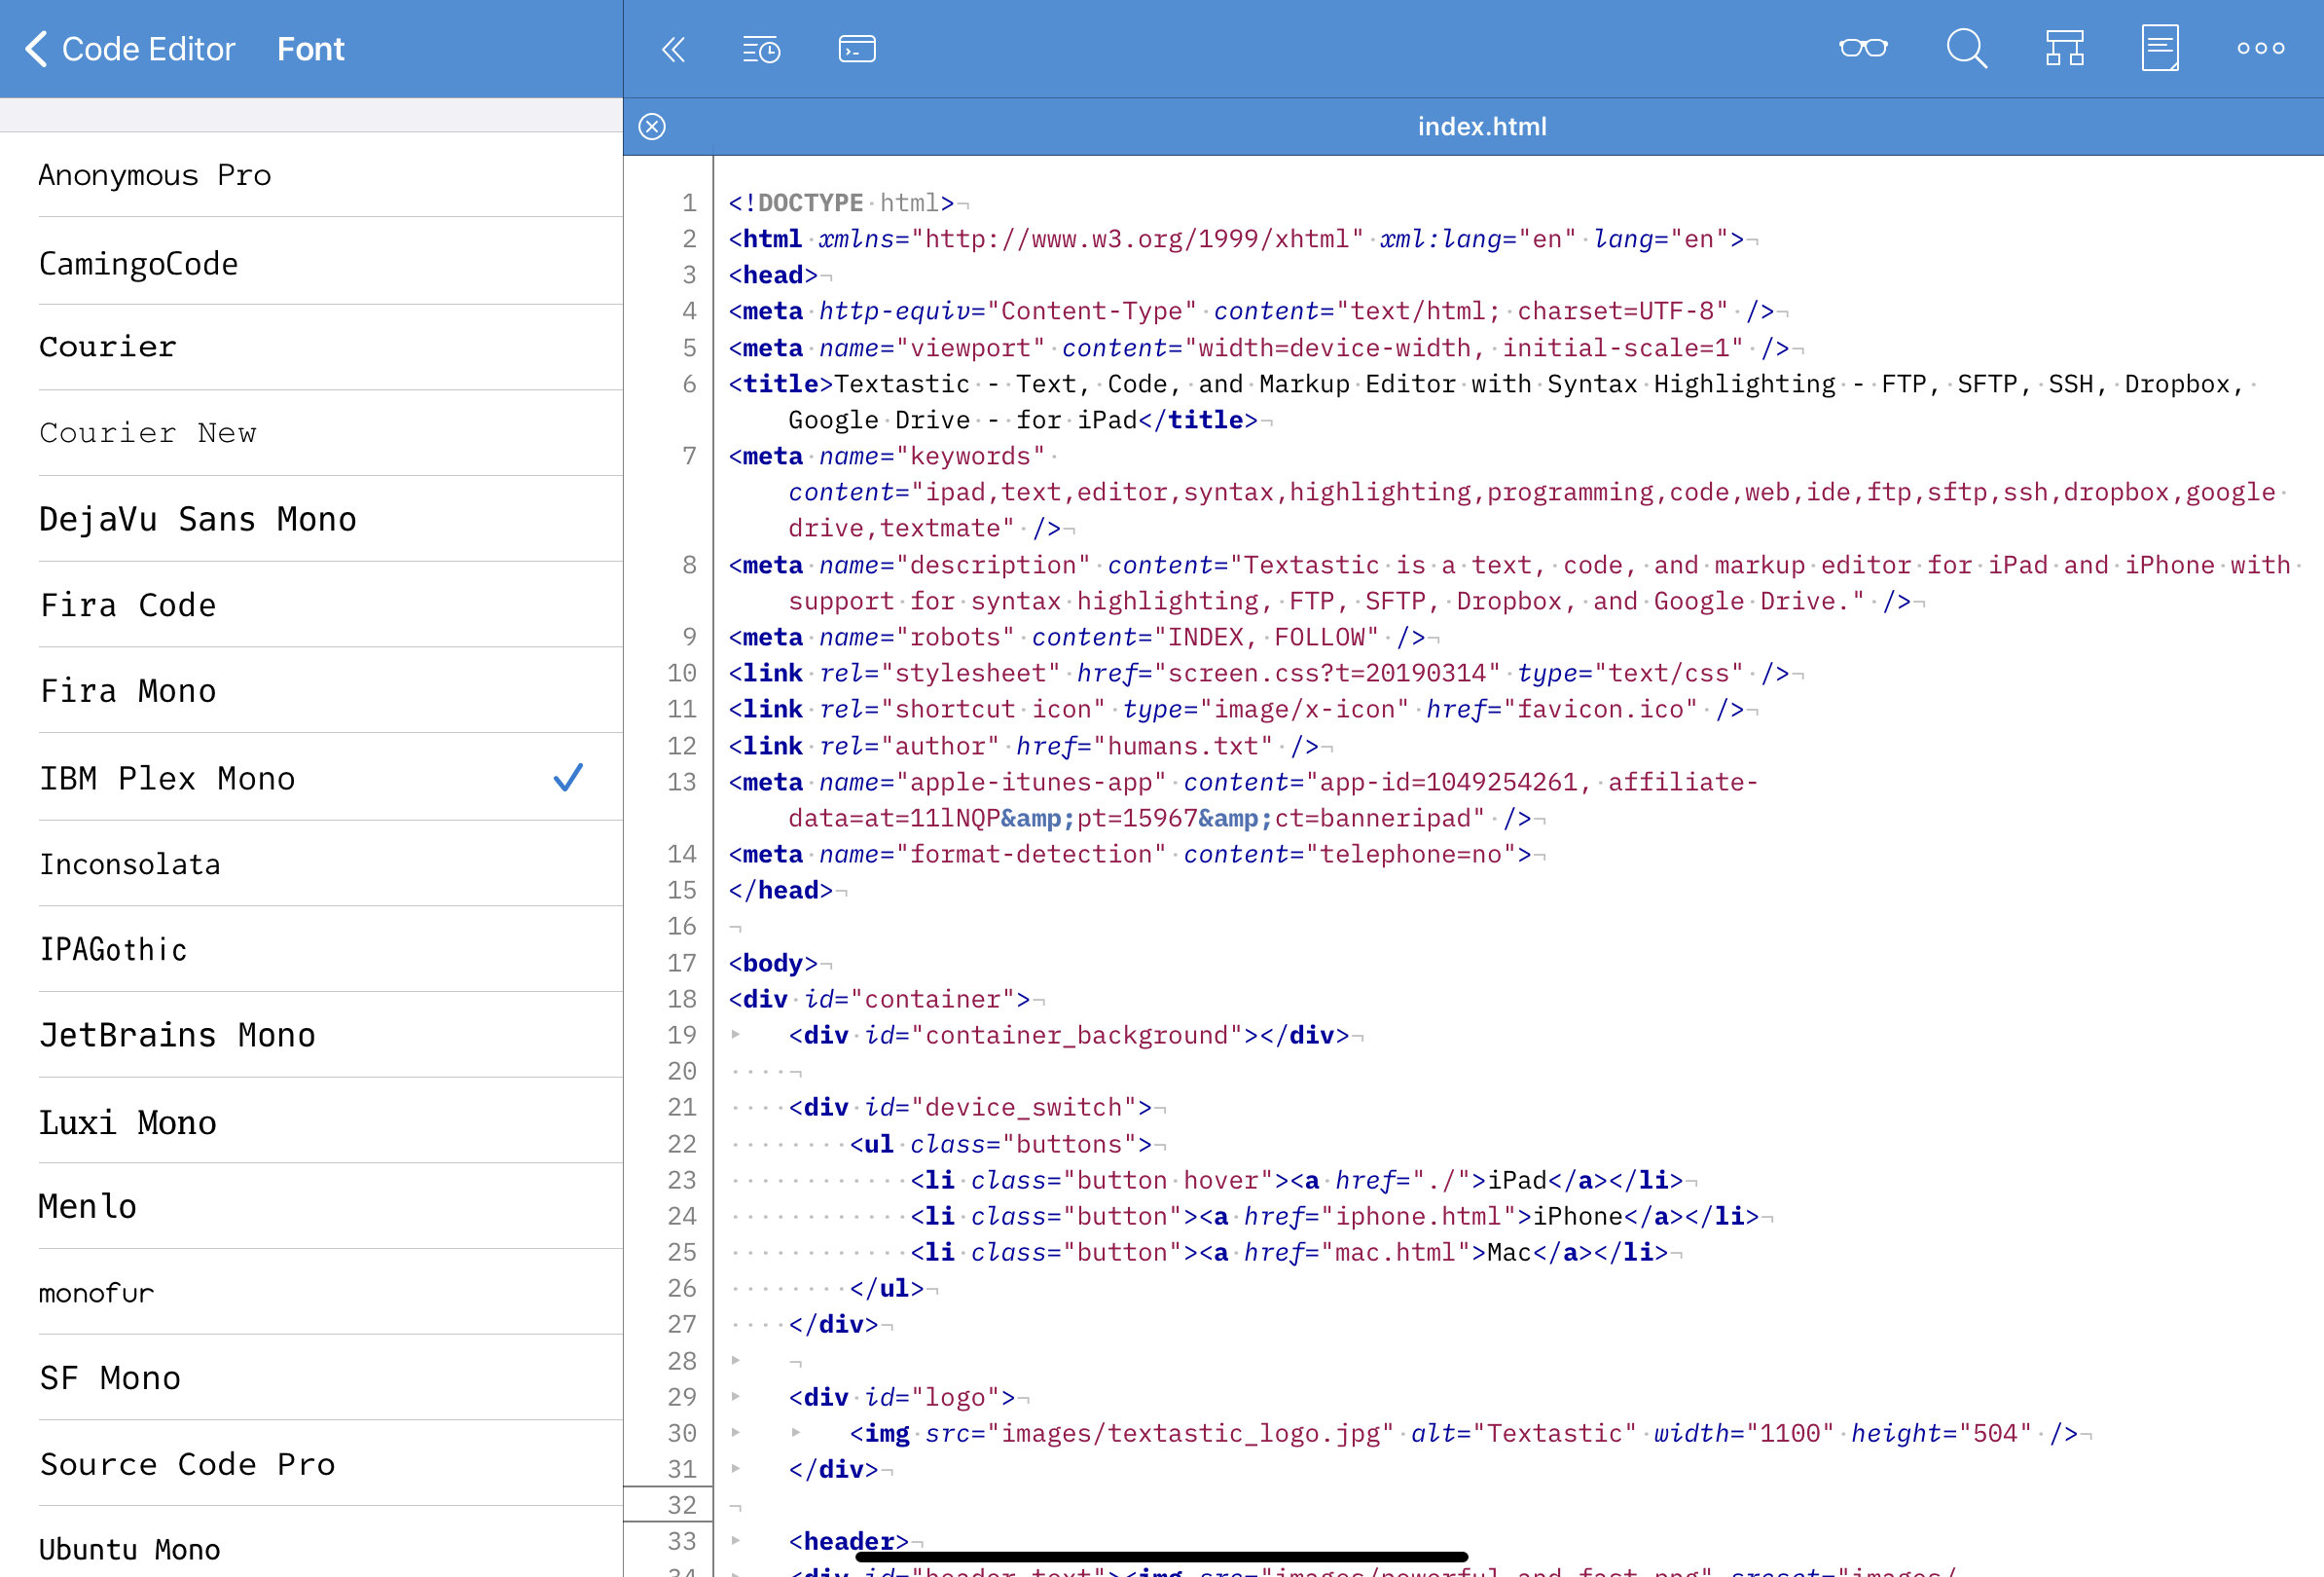 Code Editor Font
Anonymous Pro
CamingoCode
Courier
Courier New
DejaVu Sans Mono
Fira Code
Fira Mono
IBM Plex Mono
Inconsolata
IPAGothic
JetBrains Mono
Luxi Mono
Menlo
monofur
SF Mono
Source Code Pro
Ubuntu Mono
index.html
1 <!DOCTYPE html>
2 <html xmlns="http://www.w3.org/1999/xhtml" xml:lang="en" lang="en">
3 <head>
4 <meta http-equiv="Content-Type" content="text/html; charset=UTF-8" />
5 <meta name="viewport" content="width=device-width, initial-scale=1" />
6 <title>Textastic - Text, Code, and Markup Editor with Syntax Highlighting - FTP, SFTP, SSH, Dropbox,
Google Drive - for iPad</title>
7 <meta name="keywords"
content="ipad,text,editor,syntax,highlighting,programming,code,web,ide,ftp,sftp,ssh,dropbox,google
drive,textmate" />
8 <meta name="description" content="Textastic is a text, code, and markup editor for iPad and iPhone with
support for syntax highlighting, FTP, SFTP, Dropbox, and Google Drive." />
9 <meta name="robots" content="INDEX, FOLLOW" />
10 <link rel="stylesheet" href="screen.css?t=20190314" type="text/css" />
11 <link rel="shortcut icon" type="image/x-icon" href="favicon.ico" />
12 <link rel="author" href="humans.txt" />
13 <meta name="apple-itunes-app" content="app-id=1049254261, affiliate-
data=at=11lNQP&amp;pt=15967&amp;ct=banneripad" />
14 <meta name="format-detection" content="telephone=no">
15 </head>
16
17 <body>
18 <div id="container">
19 <div id="container_background"></div>
20
21 <div id="device_switch">
22 <ul class="buttons">
23 <li class="button hover"><a href="./">iPad</a></li>
24 <li class="button"><a href="iphone.html">iPhone</a></li>
25 <li class="button"><a href="mac.html">Mac</a></li>
26 </ul>
27 </div>
28
29 <div id="logo">
30 <img src="images/textastic_logo.jpg" alt="Textastic" width="1100" height="504" />
31 </div>
32
33 <header>
34 <div id="header_text"><img src="images/powerful_and_fast.png" srcset="images/